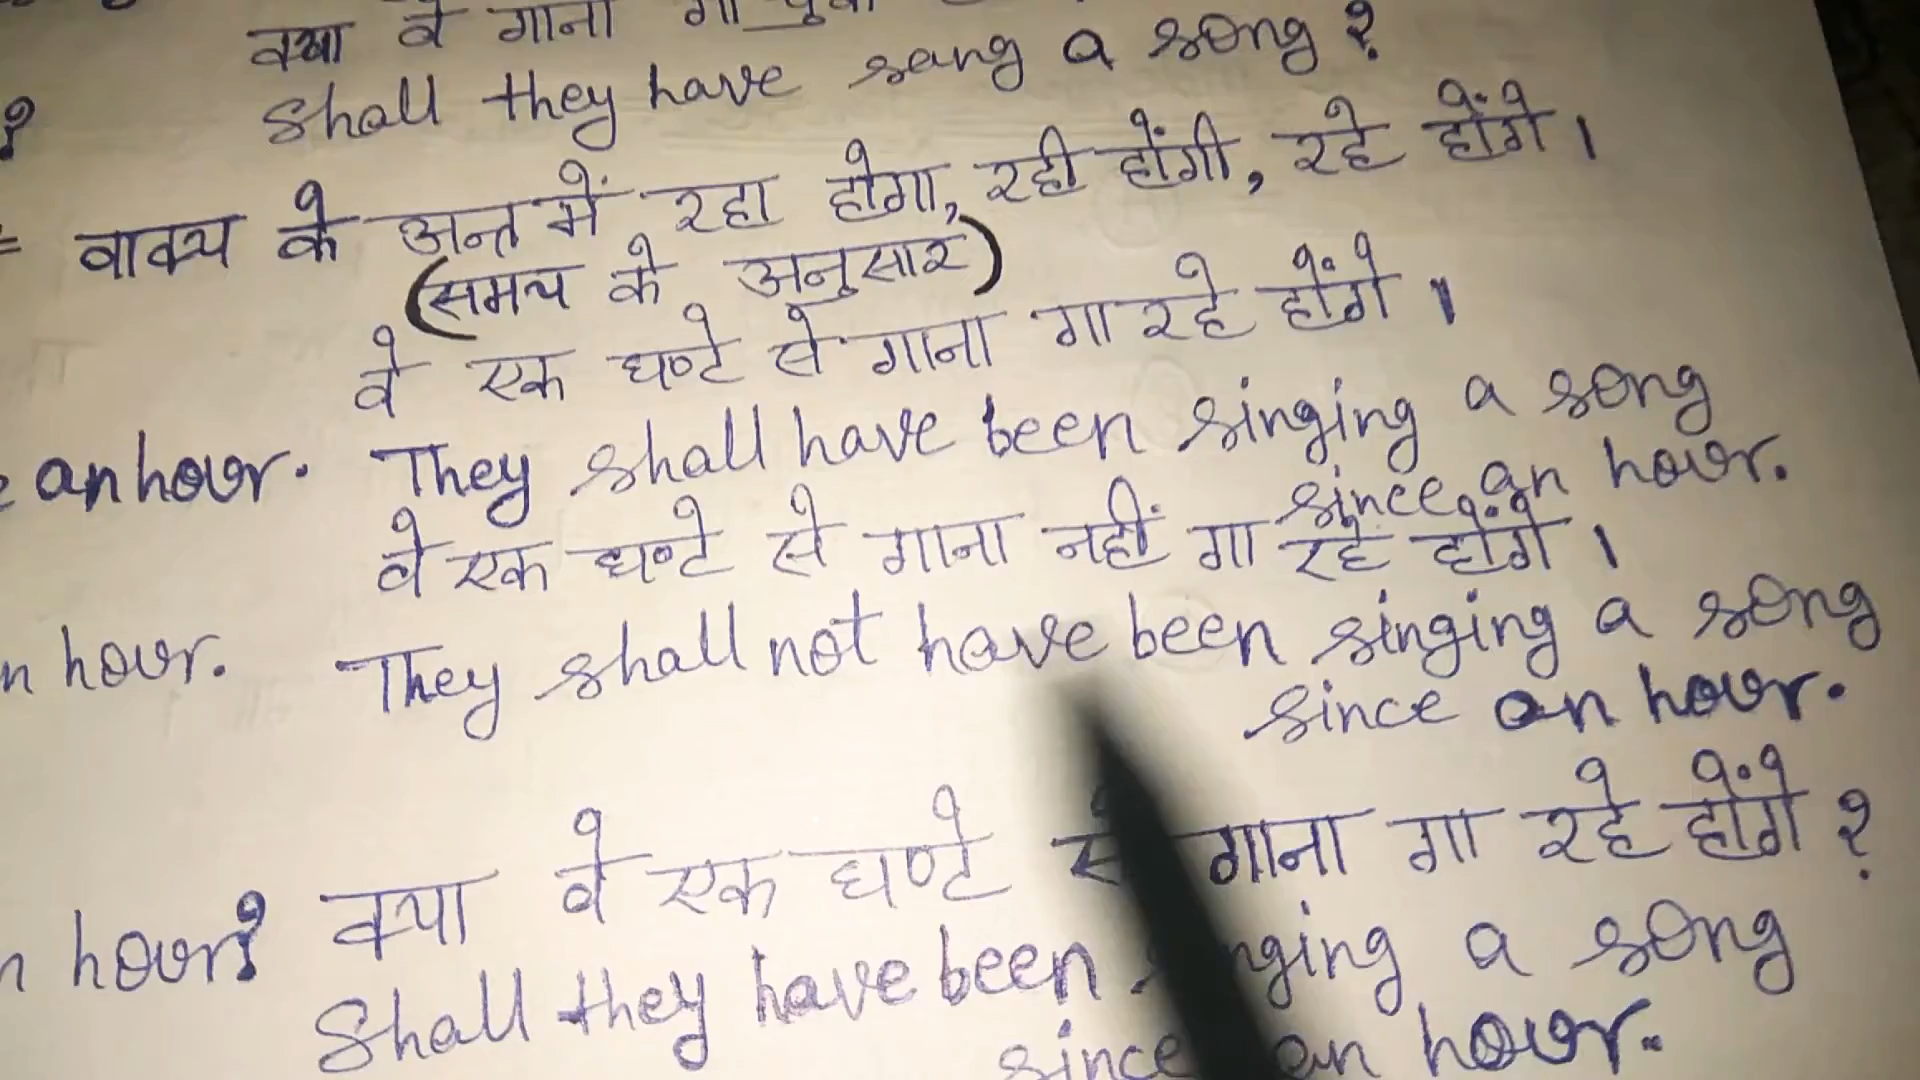 क्या वे गाना गा
Shall they have sang a song ?
?
= वाक्य के अन्त में रहा होगा, रही होंगी, रहे होंगे ।
(समय के अनुसार)
वे एक घण्टे से गाना गा रहे होंगे ।
an hour. They shall have been singing a song
since an hour.
वे एक घण्टे से गाना नहीं गा रहे होंगे ।
n hour. They shall not have been singing a song
since an hour.
n hour? क्या वे एक घण्टे से गाना गा रहे होंगे ?
Shall they have been nging a song
since an hour.